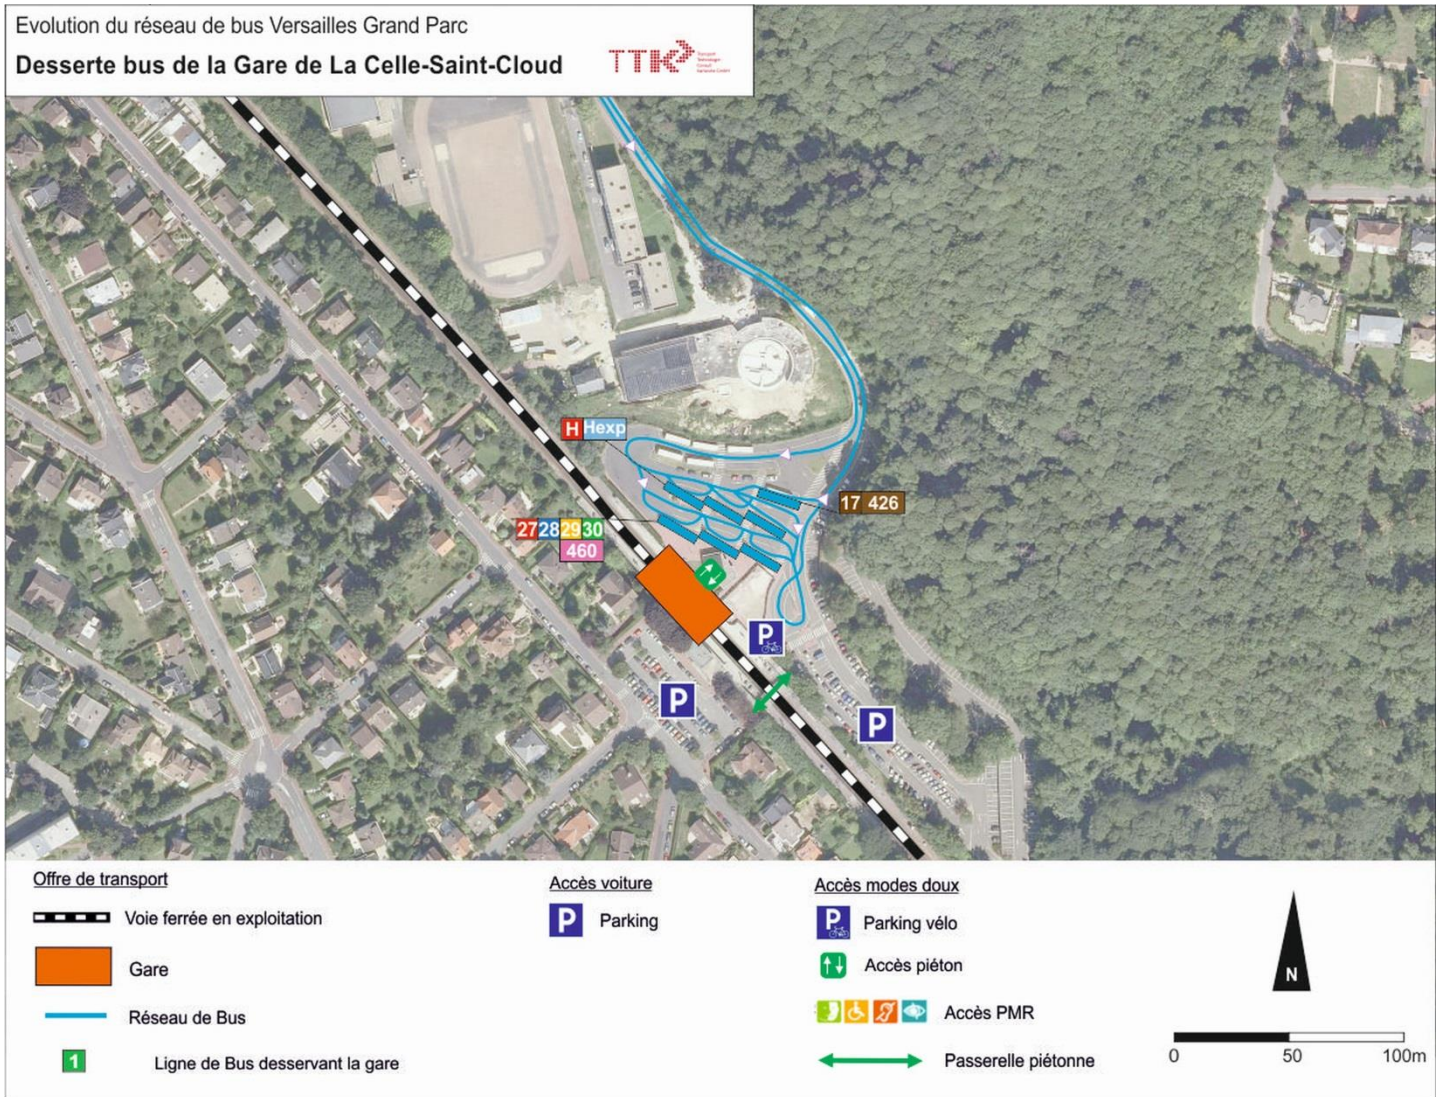 Evolution du réseau de bus Versailles Grand Parc
Desserte bus de la Gare de La Celle-Saint-Cloud
TTK
H Hexp
17 426
27 28 29 30
460
P
P
P
Offre de transport
Voie ferrée en exploitation
Gare
Réseau de Bus
1 Ligne de Bus desservant la gare
Accès voiture
P Parking
Accès modes doux
P Parking vélo
Accès piéton
Accès PMR
Passerelle piétonne
N
0 50 100m